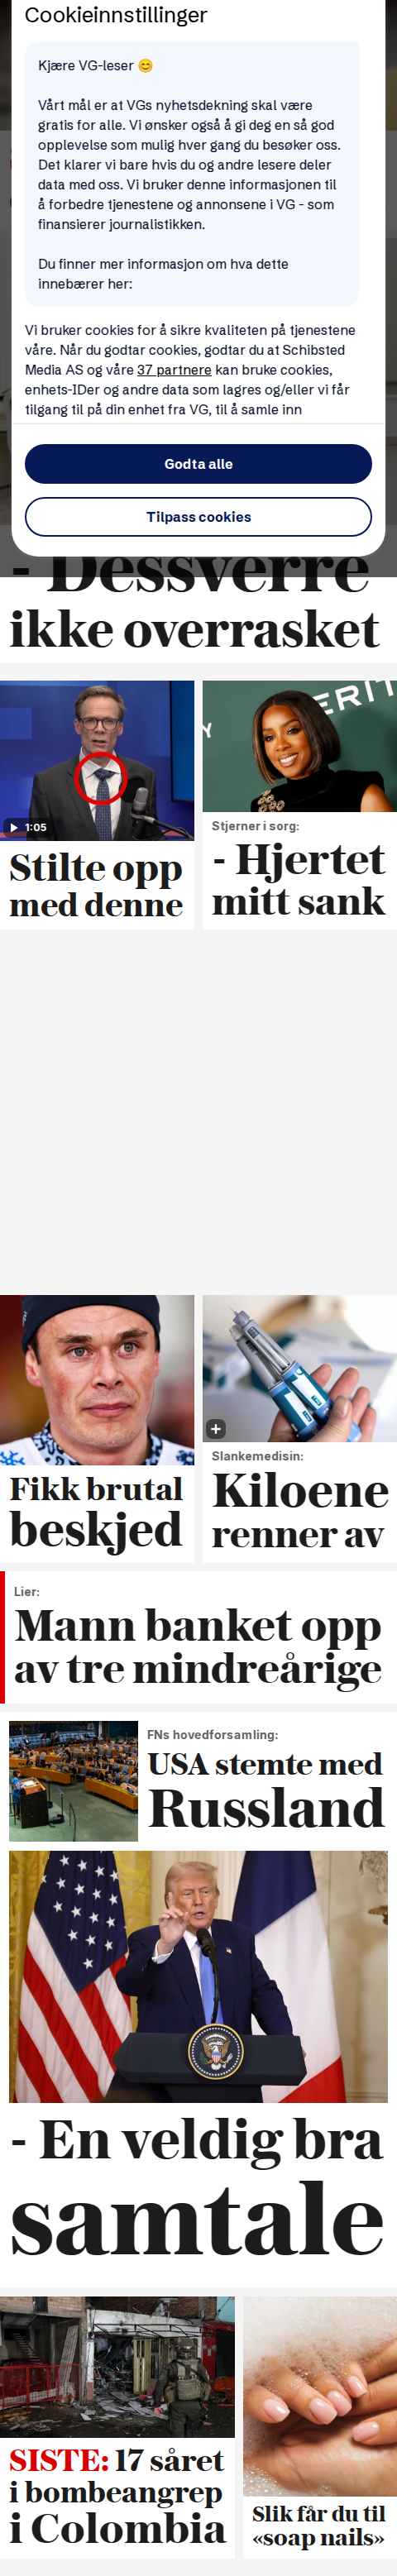 Cookieinnstillinger
Kjære VG-leser 😊
Vårt mål er at VGs nyhetsdekning skal være
gratis for alle. Vi ønsker også å gi deg en så god
opplevelse som mulig hver gang du besøker oss.
Det klarer vi bare hvis du og andre lesere deler
data med oss. Vi bruker denne informasjonen til
å forbedre tjenestene og annonsene i VG - som
finansierer journalistikken.
Du finner mer informasjon om hva dette
innebærer her:
Vi bruker cookies for å sikre kvaliteten på tjenestene
våre. Når du godtar cookies, godtar du at Schibsted
Media AS og våre 37 partnere kan bruke cookies,
enhets-IDer og andre data som lagres og/eller vi får
tilgang til på din enhet fra VG, til å samle inn
Godta alle
Tilpass cookies
- Dessverre
ikke overrasket
1:05
Stilte opp
med denne
Stjerner i sorg:
- Hjertet
mitt sank
Fikk brutal
beskjed
Slankemedisin:
Kiloene
renner av
Lier:
Mann banket opp
av tre mindreårige
FNs hovedforsamling:
USA stemte med
Russland
- En veldig bra
samtale
SISTE: 17 såret
i bombeangrep
i Colombia
Slik får du til
«soap nails»